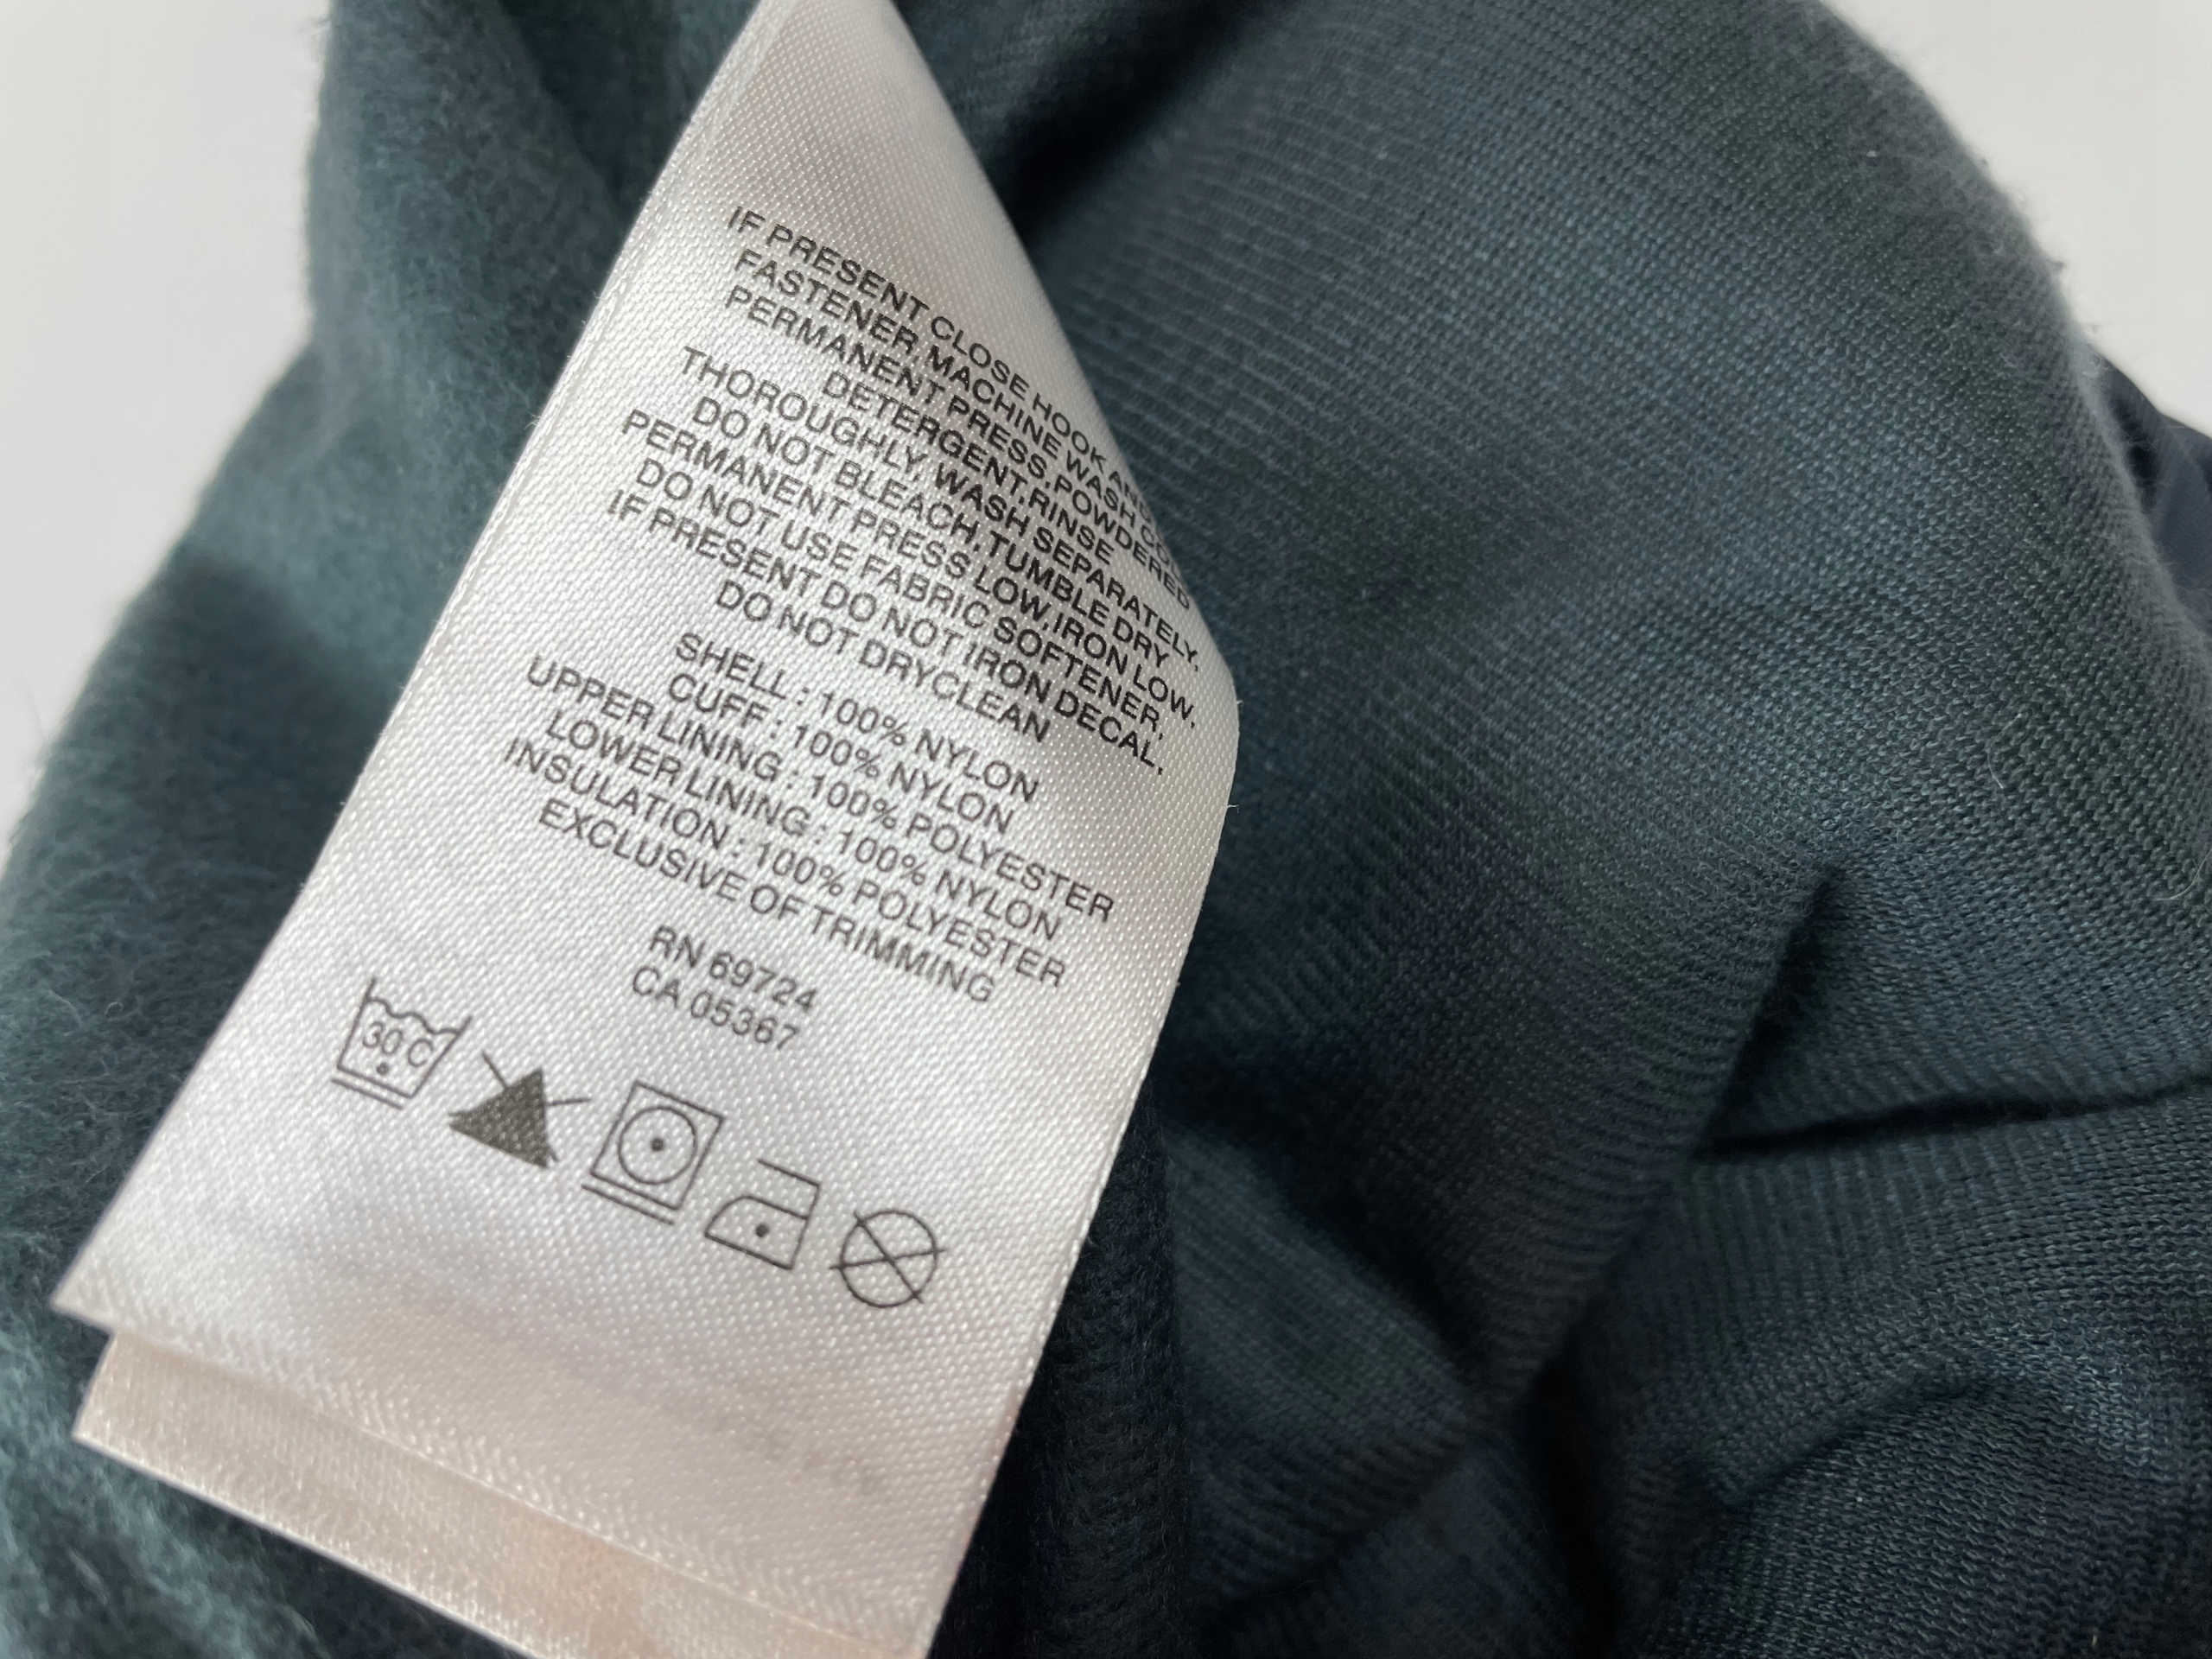 IF PRESENT CLOSE HOOK AND
FASTENER, MACHINE WASH
PERMANENT PRESS, POWDERED
DETERGENT, RINSE
THOROUGHLY, WASH SEPARATELY,
DO NOT BLEACH, TUMBLE DRY
PERMANENT PRESS LOW, IRON LOW,
DO NOT USE FABRIC SOFTENER,
IF PRESENT DO NOT IRON DECAL,
DO NOT DRYCLEAN
SHELL : 100% NYLON
CUFF : 100% NYLON
UPPER LINING : 100% POLYESTER
LOWER LINING : 100% NYLON
INSULATION : 100% POLYESTER
EXCLUSIVE OF TRIMMING
RN 69724
CA 05367
30 C